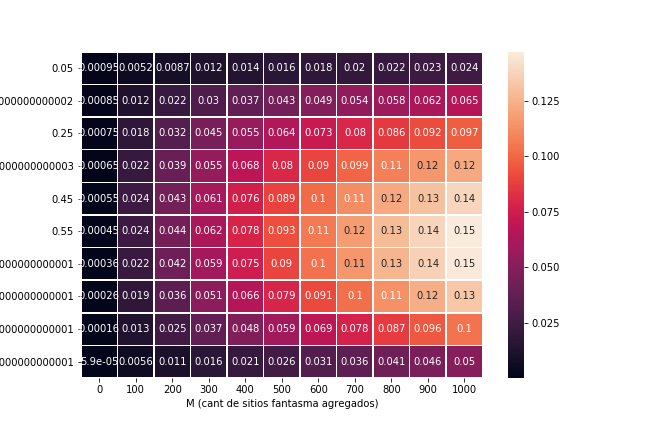 0.05 0.00095 0.0052 0.0087 0.012 0.014 0.016 0.018 0.02 0.022 0.023 0.024
000000000002 0.00085 0.012 0.022 0.03 0.037 0.043 0.049 0.054 0.058 0.062 0.065
0.25 0.00075 0.018 0.032 0.045 0.055 0.064 0.073 0.08 0.086 0.092 0.097
000000000003 0.00065 0.022 0.039 0.055 0.068 0.08 0.09 0.099 0.11 0.12 0.12
0.45 0.00055 0.024 0.043 0.061 0.076 0.089 0.1 0.11 0.12 0.13 0.14
0.55 0.00045 0.024 0.044 0.062 0.078 0.093 0.11 0.12 0.13 0.14 0.15
000000000001 0.00036 0.022 0.042 0.059 0.075 0.09 0.1 0.11 0.13 0.14 0.15
000000000001 0.00026 0.019 0.036 0.051 0.066 0.079 0.091 0.1 0.11 0.12 0.13
000000000001 0.00016 0.013 0.025 0.037 0.048 0.059 0.069 0.078 0.087 0.096 0.1
000000000001 5.9e-05 0.0056 0.011 0.016 0.021 0.026 0.031 0.036 0.041 0.046 0.05
0 100 200 300 400 500 600 700 800 900 1000
M (cant de sitios fantasma agregados)
0.125
0.100
0.075
0.050
0.025